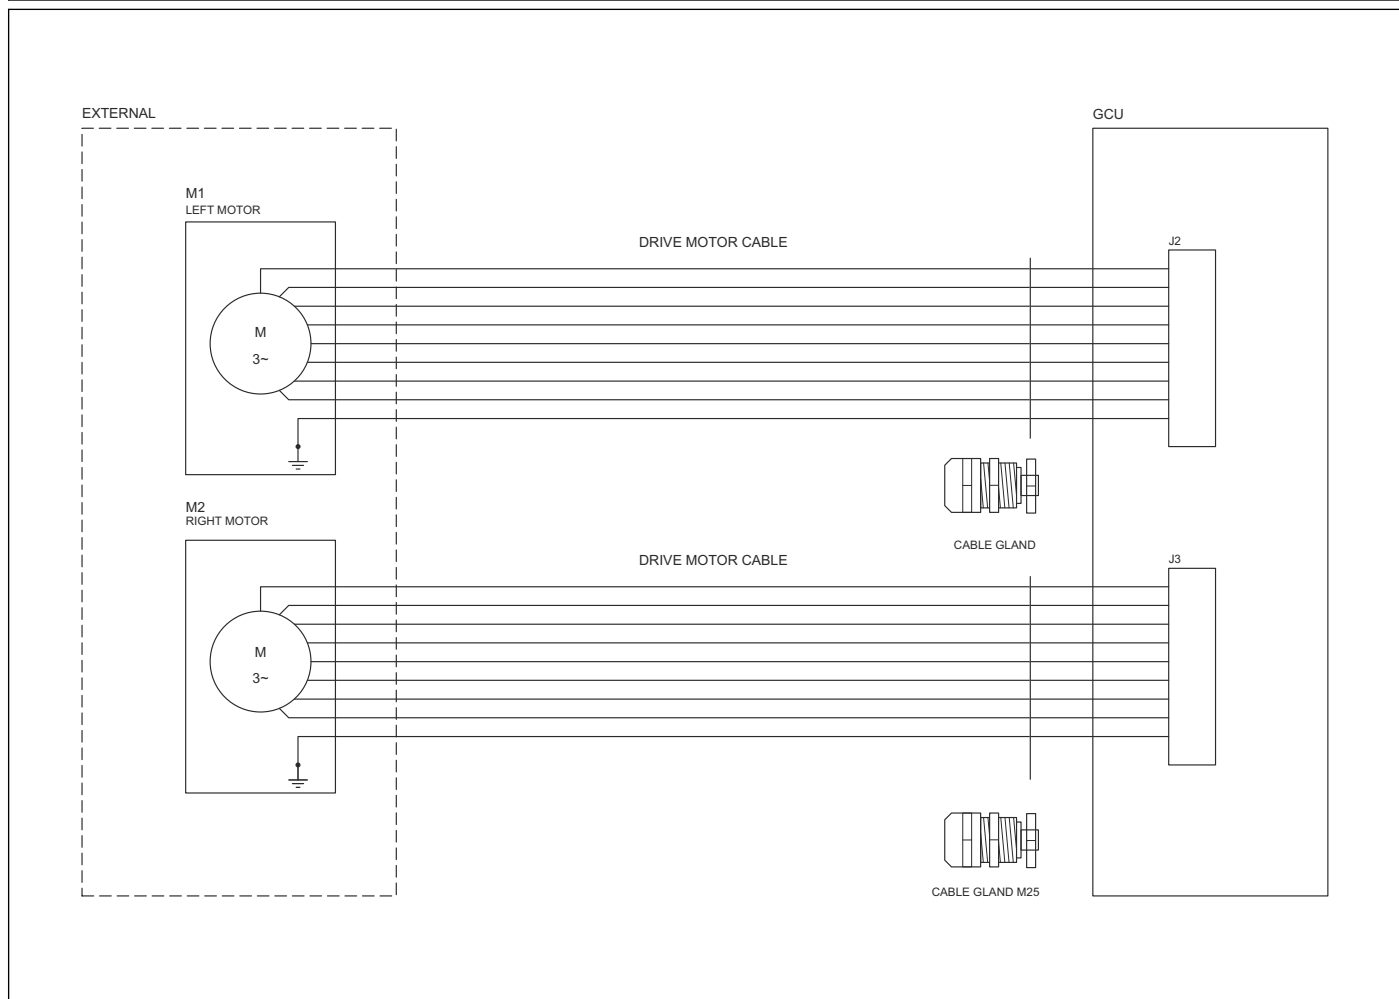 EXTERNAL
GCU
M1
LEFT MOTOR
DRIVE MOTOR CABLE
J2
M
3~
CABLE GLAND
M2
RIGHT MOTOR
DRIVE MOTOR CABLE
J3
M
3~
CABLE GLAND M25